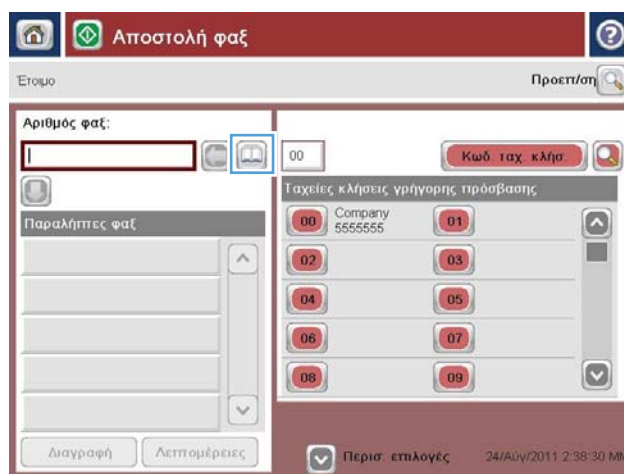 Αποστολή φαξ
Έτοιμο
Προεπ/ση
Αριθμός φαξ:
00
Κωδ. ταχ. κλήσ.
Ταχείες κλήσεις γρήγορης πρόσβασης
Παραλήπτες φαξ
00 Company 01
5555555
02 03
04 05
06 07
08 09
Διαγραφή Λεπτομέρειες
Περισ. επιλογές
24/Αύγ/2011 2:38:30 ΜΜ